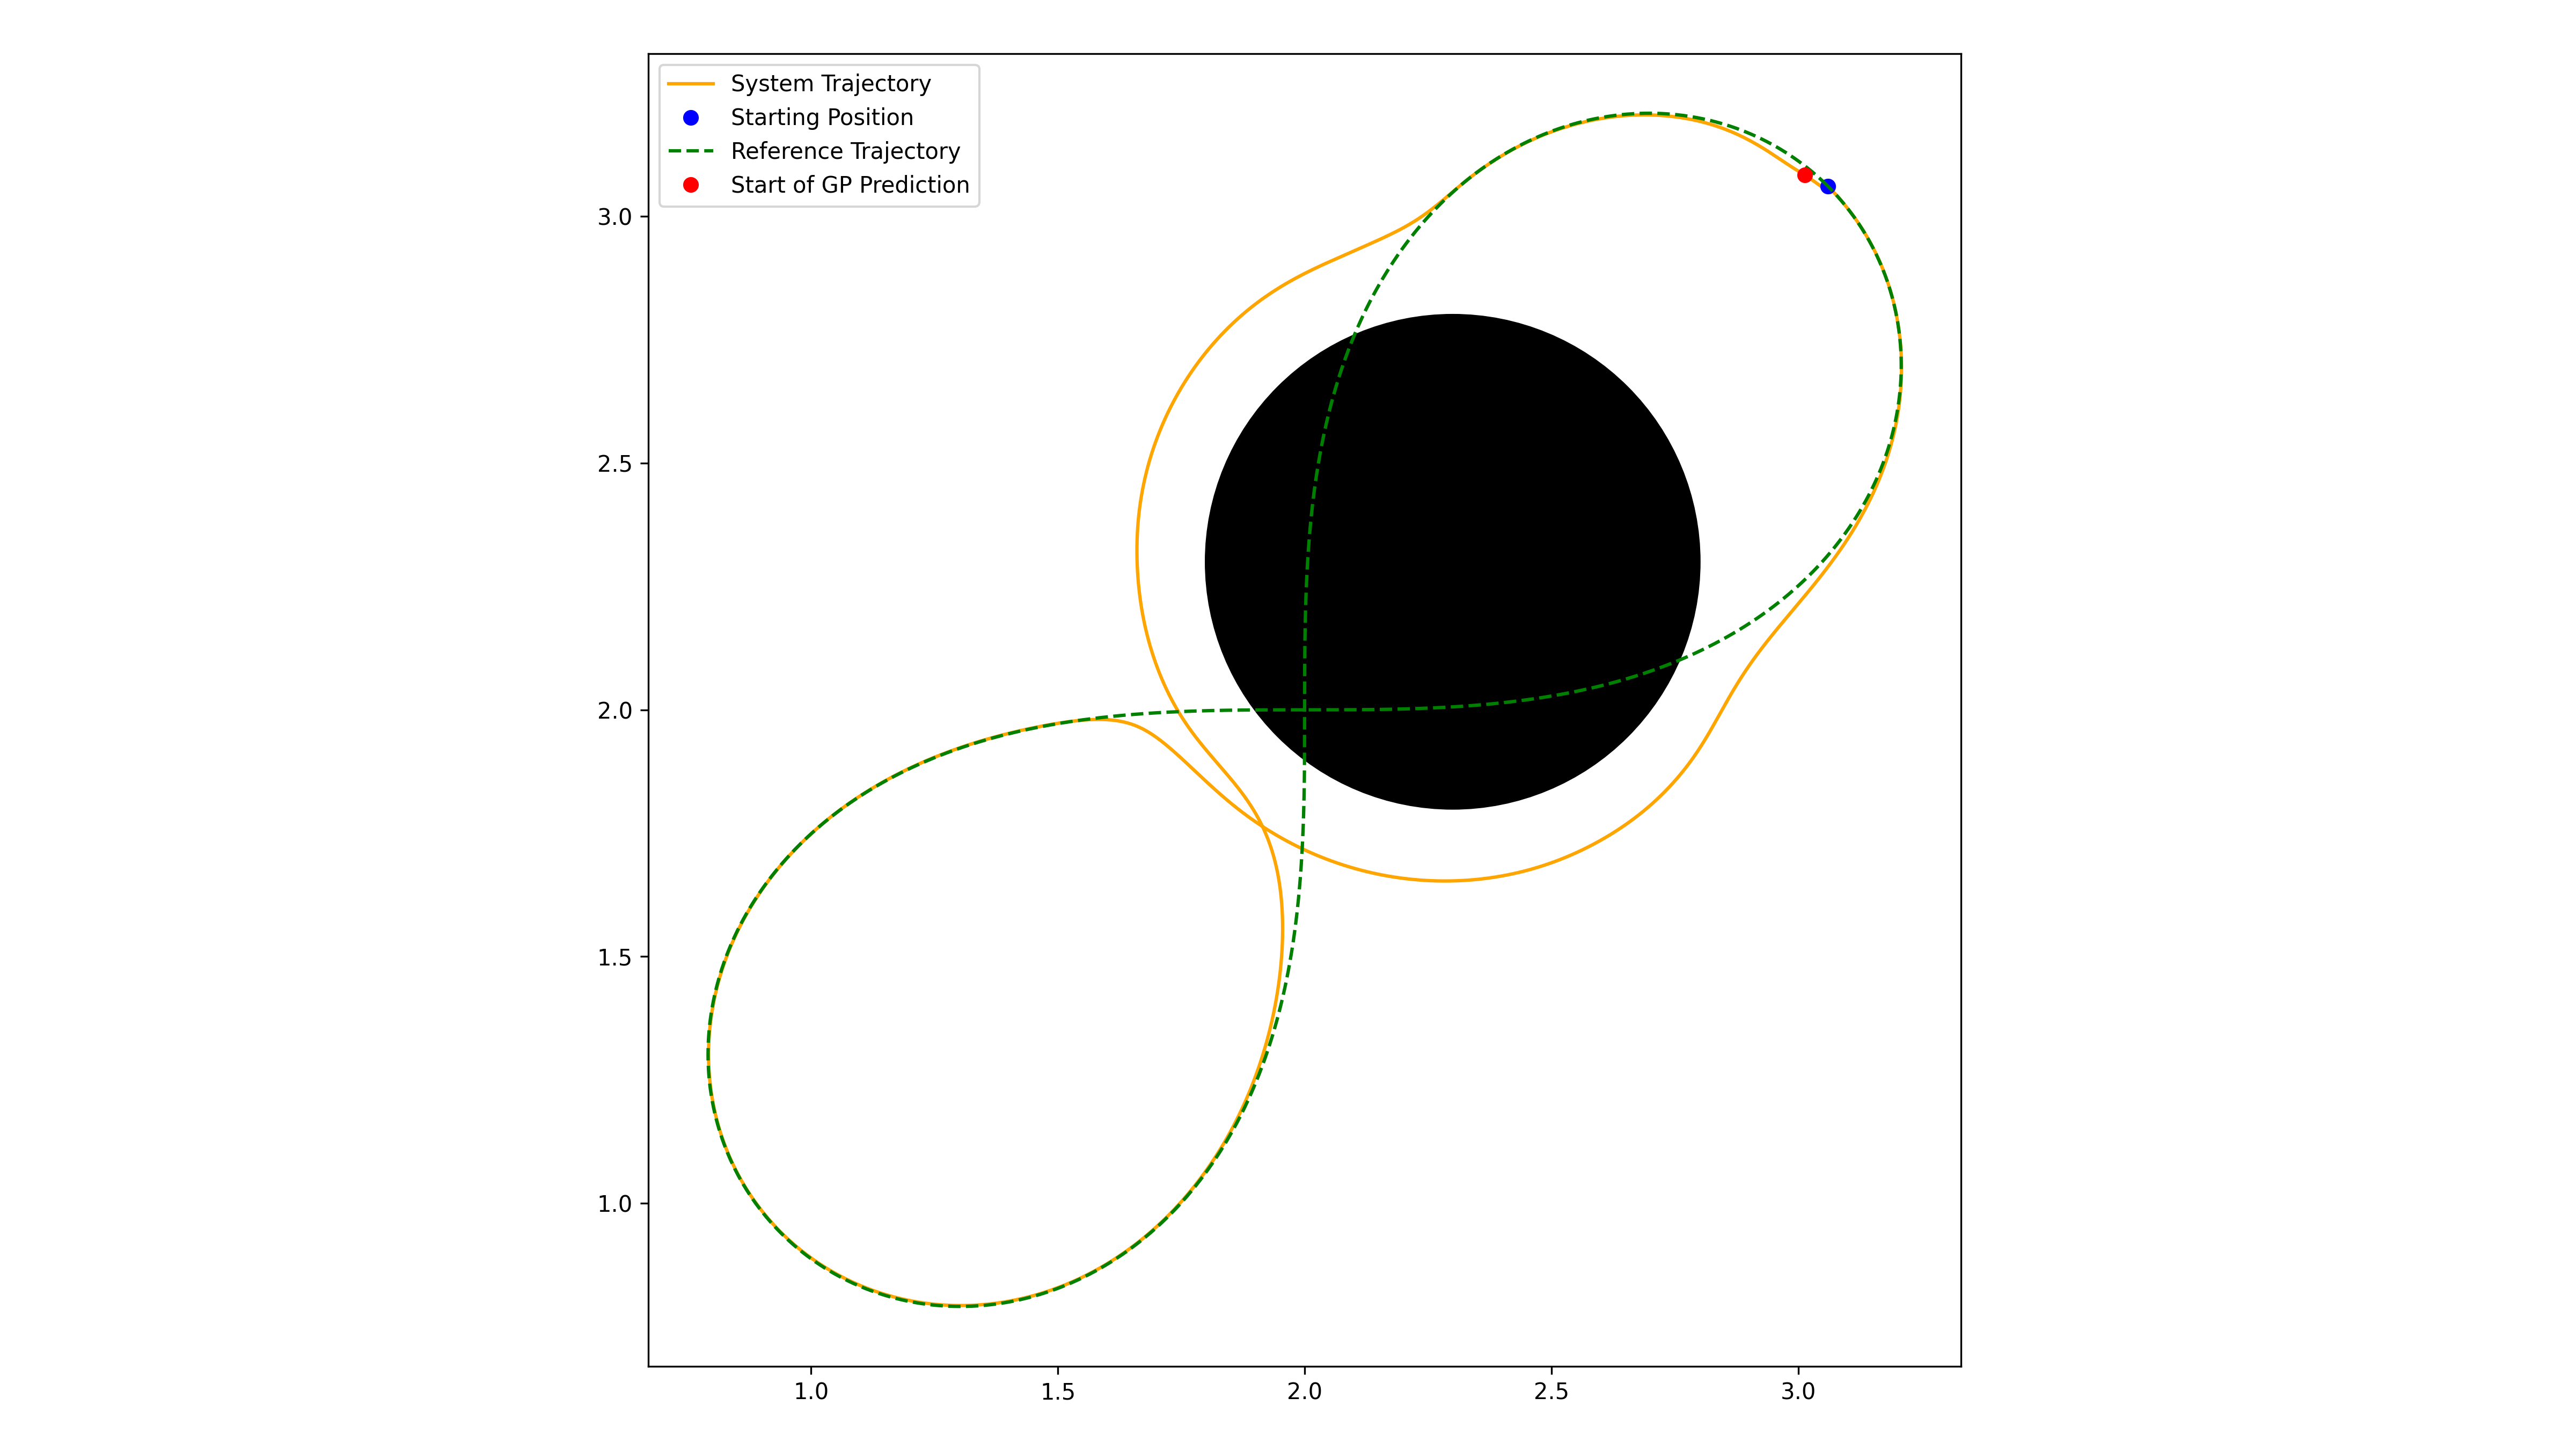 System Trajectory
Starting Position
Reference Trajectory
Start of GP Prediction
3.0
2.5
2.0
1.5
1.0
1.0 1.5 2.0 2.5 3.0